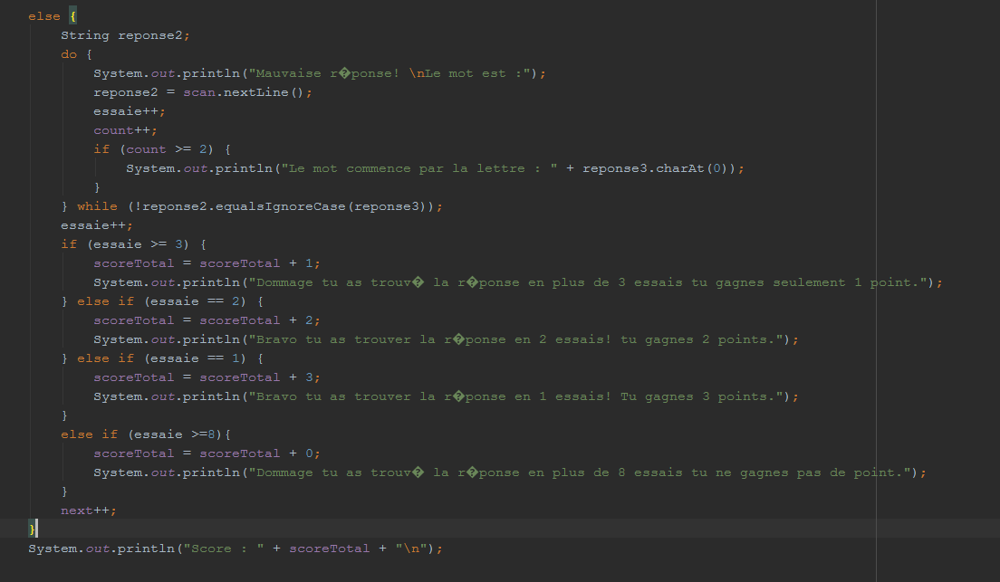 else {
String reponse2;
do {
System.out.println("Mauvaise r�ponse! \nLe mot est :");
reponse2 = scan.nextLine();
essaie++;
count++;
if (count >= 2) {
System.out.println("Le mot commence par la lettre : " + reponse3.charAt(0));
}
} while (!reponse2.equalsIgnoreCase(reponse3));
essaie++;
if (essaie >= 3) {
scoreTotal = scoreTotal + 1;
System.out.println("Dommage tu as trouv� la r�ponse en plus de 3 essais tu gagnes seulement 1 point.");
} else if (essaie == 2) {
scoreTotal = scoreTotal + 2;
System.out.println("Bravo tu as trouver la r�ponse en 2 essais! tu gagnes 2 points.");
} else if (essaie == 1) {
scoreTotal = scoreTotal + 3;
System.out.println("Bravo tu as trouver la r�ponse en 1 essais! Tu gagnes 3 points.");
}
else if (essaie >=8){
scoreTotal = scoreTotal + 0;
System.out.println("Dommage tu as trouv� la r�ponse en plus de 8 essais tu ne gagnes pas de point.");
}
next++;
}
System.out.println("Score : " + scoreTotal + "\n");